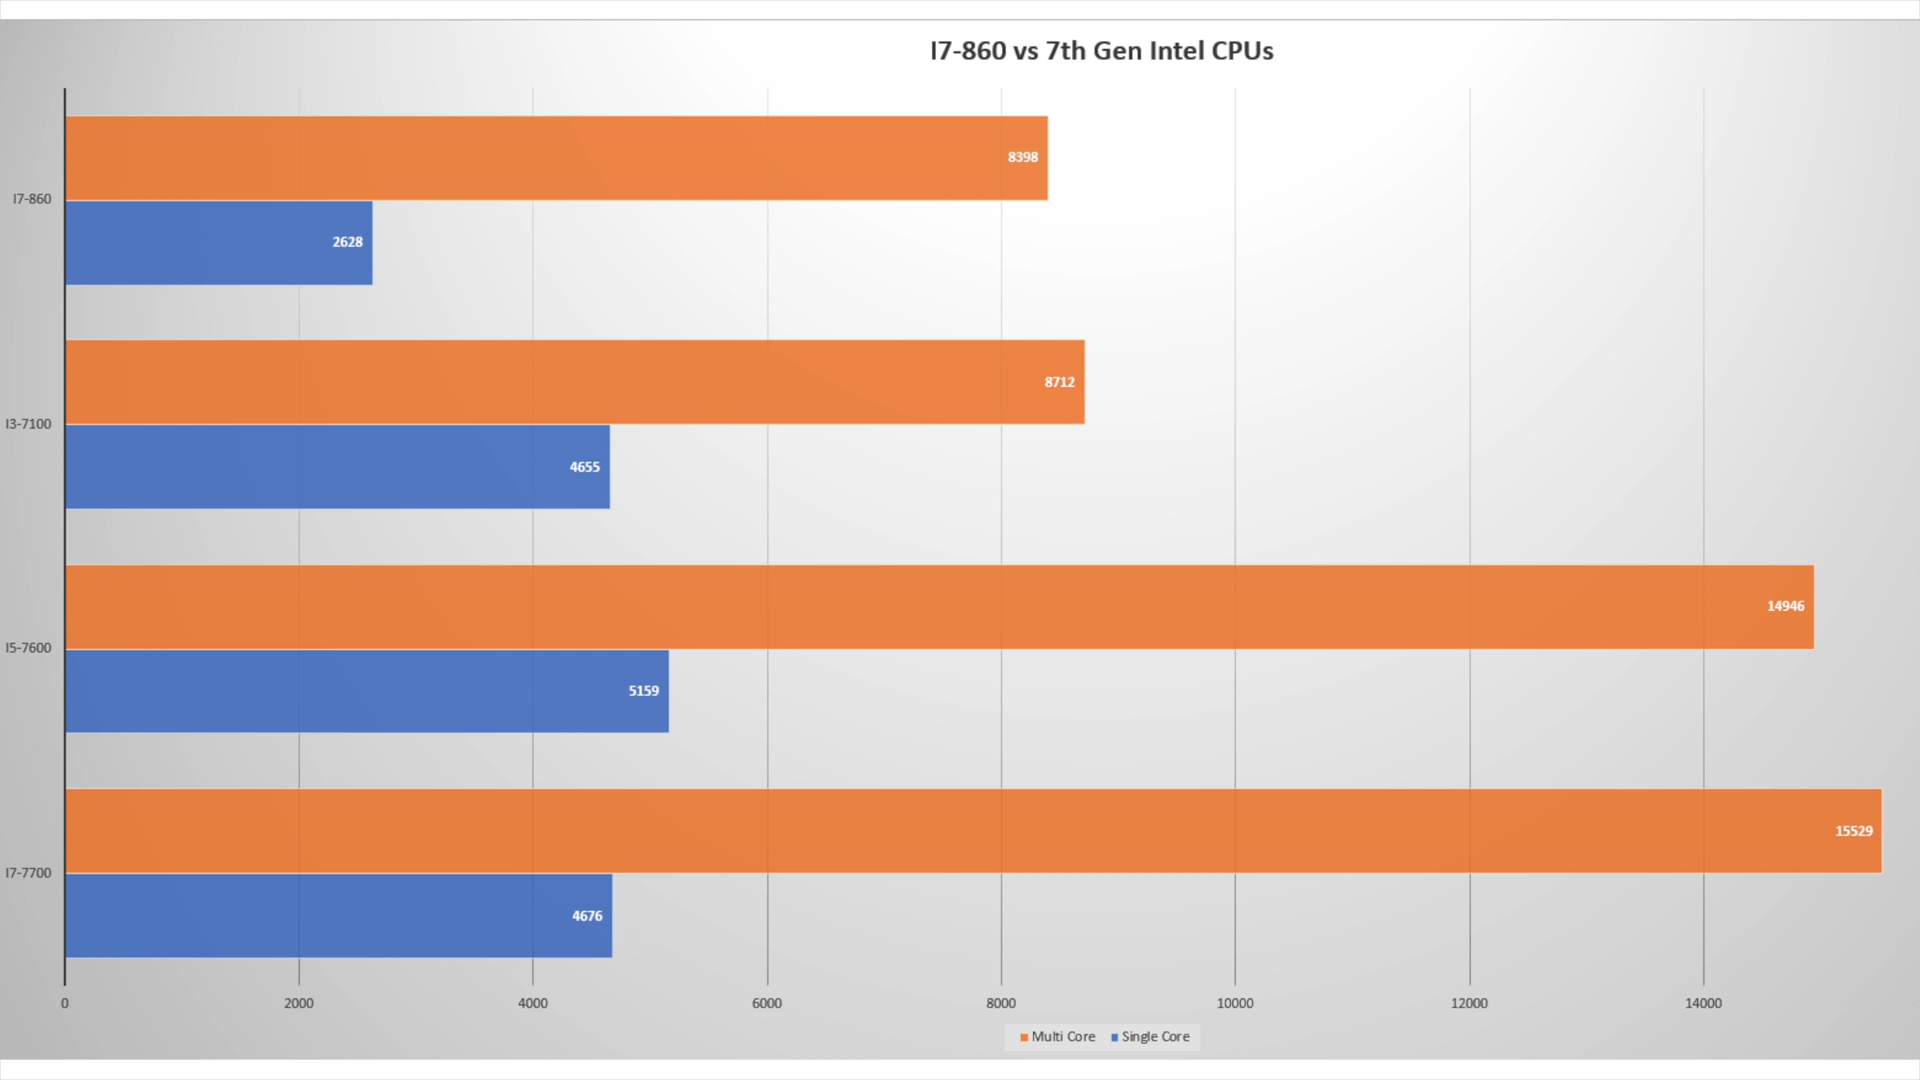 I7-860 vs 7th Gen Intel CPUs
8398
I7-860
2628
8712
I3-7100
4655
14946
I5-7600
5159
15529
I7-7700
4676
0 2000 4000 6000 8000 10000 12000 14000
Multi Core Single Core